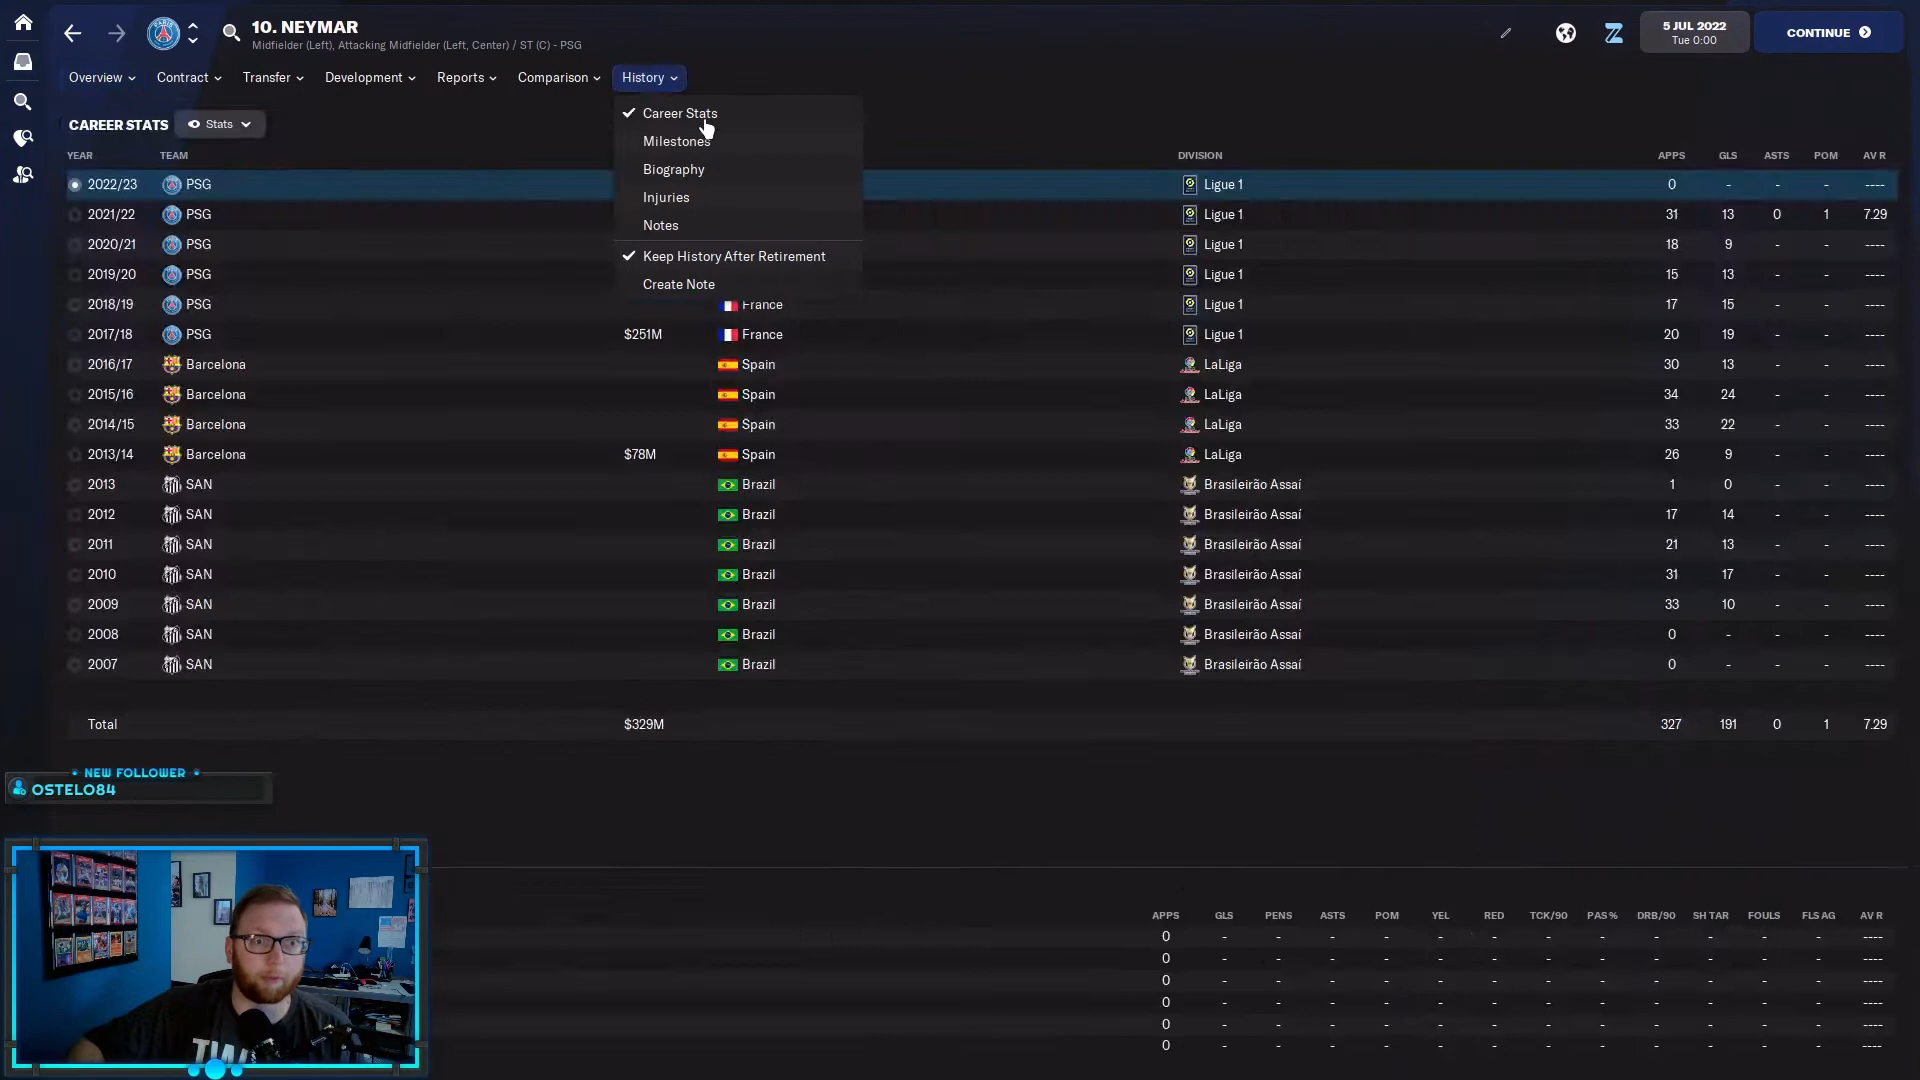 10. NEYMAR
Midfielder (Left), Attacking Midfielder (Left, Center) / ST (C) - PSG
5 JUL 2022
Tue 0:00
CONTINUE
Overview Contract Transfer Development Reports Comparison History
Career Stats
Milestones
Biography
Injuries
Notes
Keep History After Retirement
Create Note
CAREER STATS Stats
YEAR TEAM DIVISION APPS GLS ASTS POM AV R
2022/23 PSG Ligue 1 0 - - - ----
2021/22 PSG Ligue 1 31 13 0 1 7.29
2020/21 PSG Ligue 1 18 9 - - ----
2019/20 PSG Ligue 1 15 13 - - ----
2018/19 PSG France Ligue 1 17 15 - - ----
2017/18 PSG $251M France Ligue 1 20 19 - - ----
2016/17 Barcelona Spain LaLiga 30 13 - - ----
2015/16 Barcelona Spain LaLiga 34 24 - - ----
2014/15 Barcelona Spain LaLiga 33 22 - - ----
2013/14 Barcelona $78M Spain LaLiga 26 9 - - ----
2013 SAN Brazil Brasileirão Assaí 1 0 - - ----
2012 SAN Brazil Brasileirão Assaí 17 14 - - ----
2011 SAN Brazil Brasileirão Assaí 21 13 - - ----
2010 SAN Brazil Brasileirão Assaí 31 17 - - ----
2009 SAN Brazil Brasileirão Assaí 33 10 - - ----
2008 SAN Brazil Brasileirão Assaí 0 - - - ----
2007 SAN Brazil Brasileirão Assaí 0 - - - ----
Total $329M 327 191 0 1 7.29
NEW FOLLOWER
OSTELO84
APPS GLS PENS ASTS POM YEL RED TCK/90 PAS % DRB/90 SH TAR FOULS FLS AG AV R
0 - - - - - - - - - - - - ----
0 - - - - - - - - - - - - ----
0 - - - - - - - - - - - - ----
0 - - - - - - - - - - - - ----
0 - - - - - - - - - - - - ----
0 - - - - - - - - - - - - ----